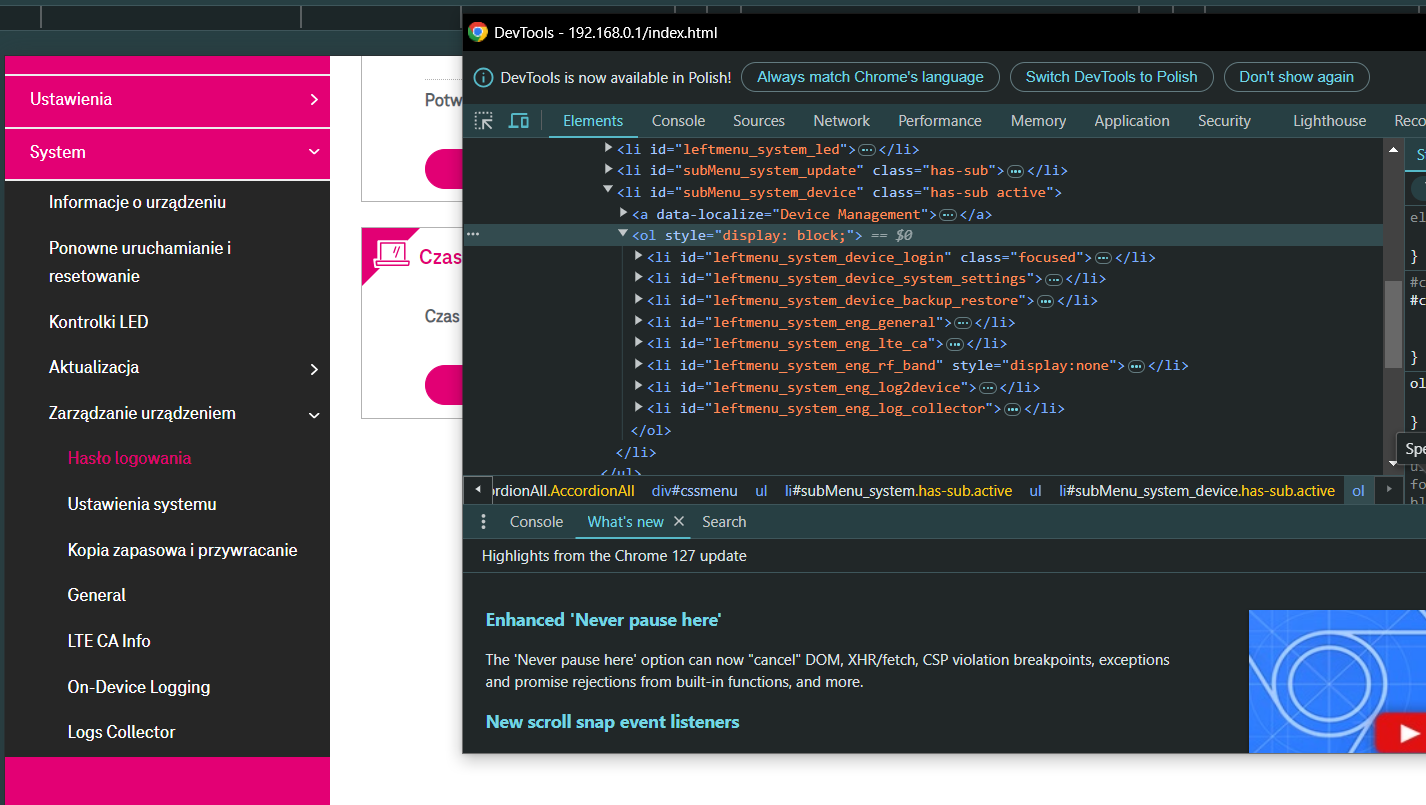 Ustawienia
System
Informacje o urządzeniu
Ponowne uruchamianie i
resetowanie
Kontrolki LED
Aktualizacja
Zarządzanie urządzeniem
Hasło logowania
Ustawienia systemu
Kopia zapasowa i przywracanie
General
LTE CA Info
On-Device Logging
Logs Collector
Potw
Czas
Czas
DevTools - 192.168.0.1/index.html
DevTools is now available in Polish! Always match Chrome's language Switch DevTools to Polish Don't show again
Elements Console Sources Network Performance Memory Application Security Lighthouse Reco
<li id="leftmenu_system_led">…</li>
<li id="subMenu_system_update" class="has-sub">…</li>
<li id="subMenu_system_device" class="has-sub active">
<a data-localize="Device Management">…</a>
<ol style="display: block;"> == $0
<li id="leftmenu_system_device_login" class="focused">…</li>
<li id="leftmenu_system_device_system_settings">…</li>
<li id="leftmenu_system_device_backup_restore">…</li>
<li id="leftmenu_system_eng_general">…</li>
<li id="leftmenu_system_eng_lte_ca">…</li>
<li id="leftmenu_system_eng_rf_band" style="display:none">…</li>
<li id="leftmenu_system_eng_log2device">…</li>
<li id="leftmenu_system_eng_log_collector">…</li>
</ol>
</li>
</ul>
ordionAll.AccordionAll div#cssmenu ul li#subMenu_system.has-sub.active ul li#subMenu_system_device.has-sub.active ol
St
el
}
#c
#c
}
ol
}
Spe
us
fo
bl
Console What's new Search
Highlights from the Chrome 127 update
Enhanced 'Never pause here'
The 'Never pause here' option can now "cancel" DOM, XHR/fetch, CSP violation breakpoints, exceptions
and promise rejections from built-in functions, and more.
New scroll snap event listeners